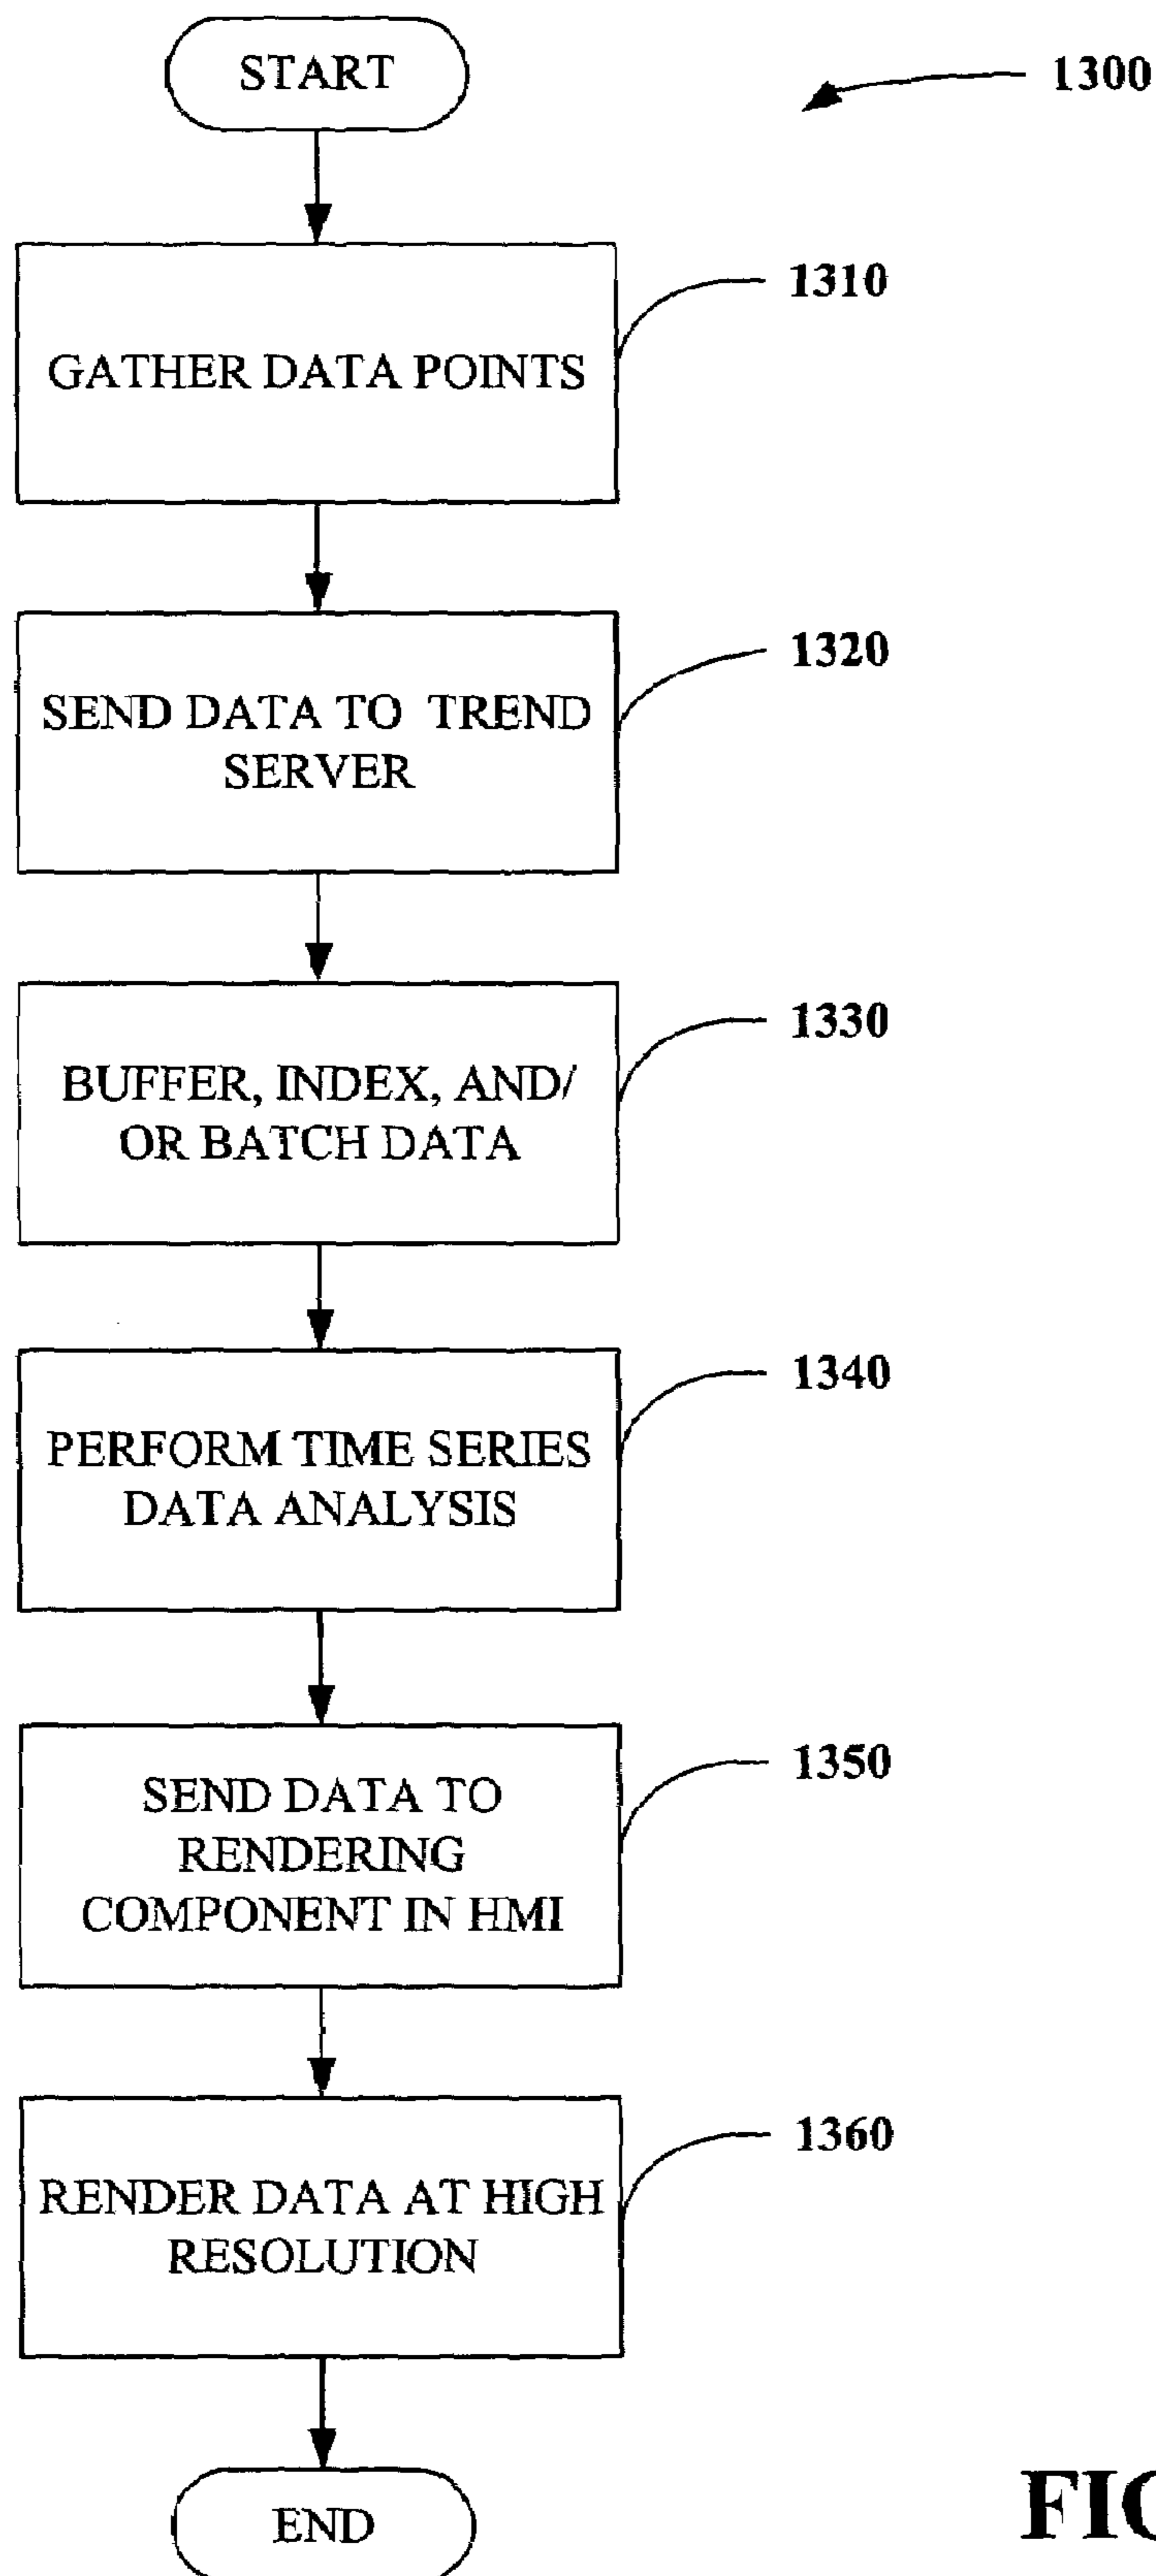 START
1300
GATHER DATA POINTS
1310
SEND DATA TO TREND
SERVER
1320
BUFFER, INDEX, AND/
OR BATCH DATA
1330
PERFORM TIME SERIES
DATA ANALYSIS
1340
SEND DATA TO
RENDERING
COMPONENT IN HMI
1350
RENDER DATA AT HIGH
RESOLUTION
1360
END